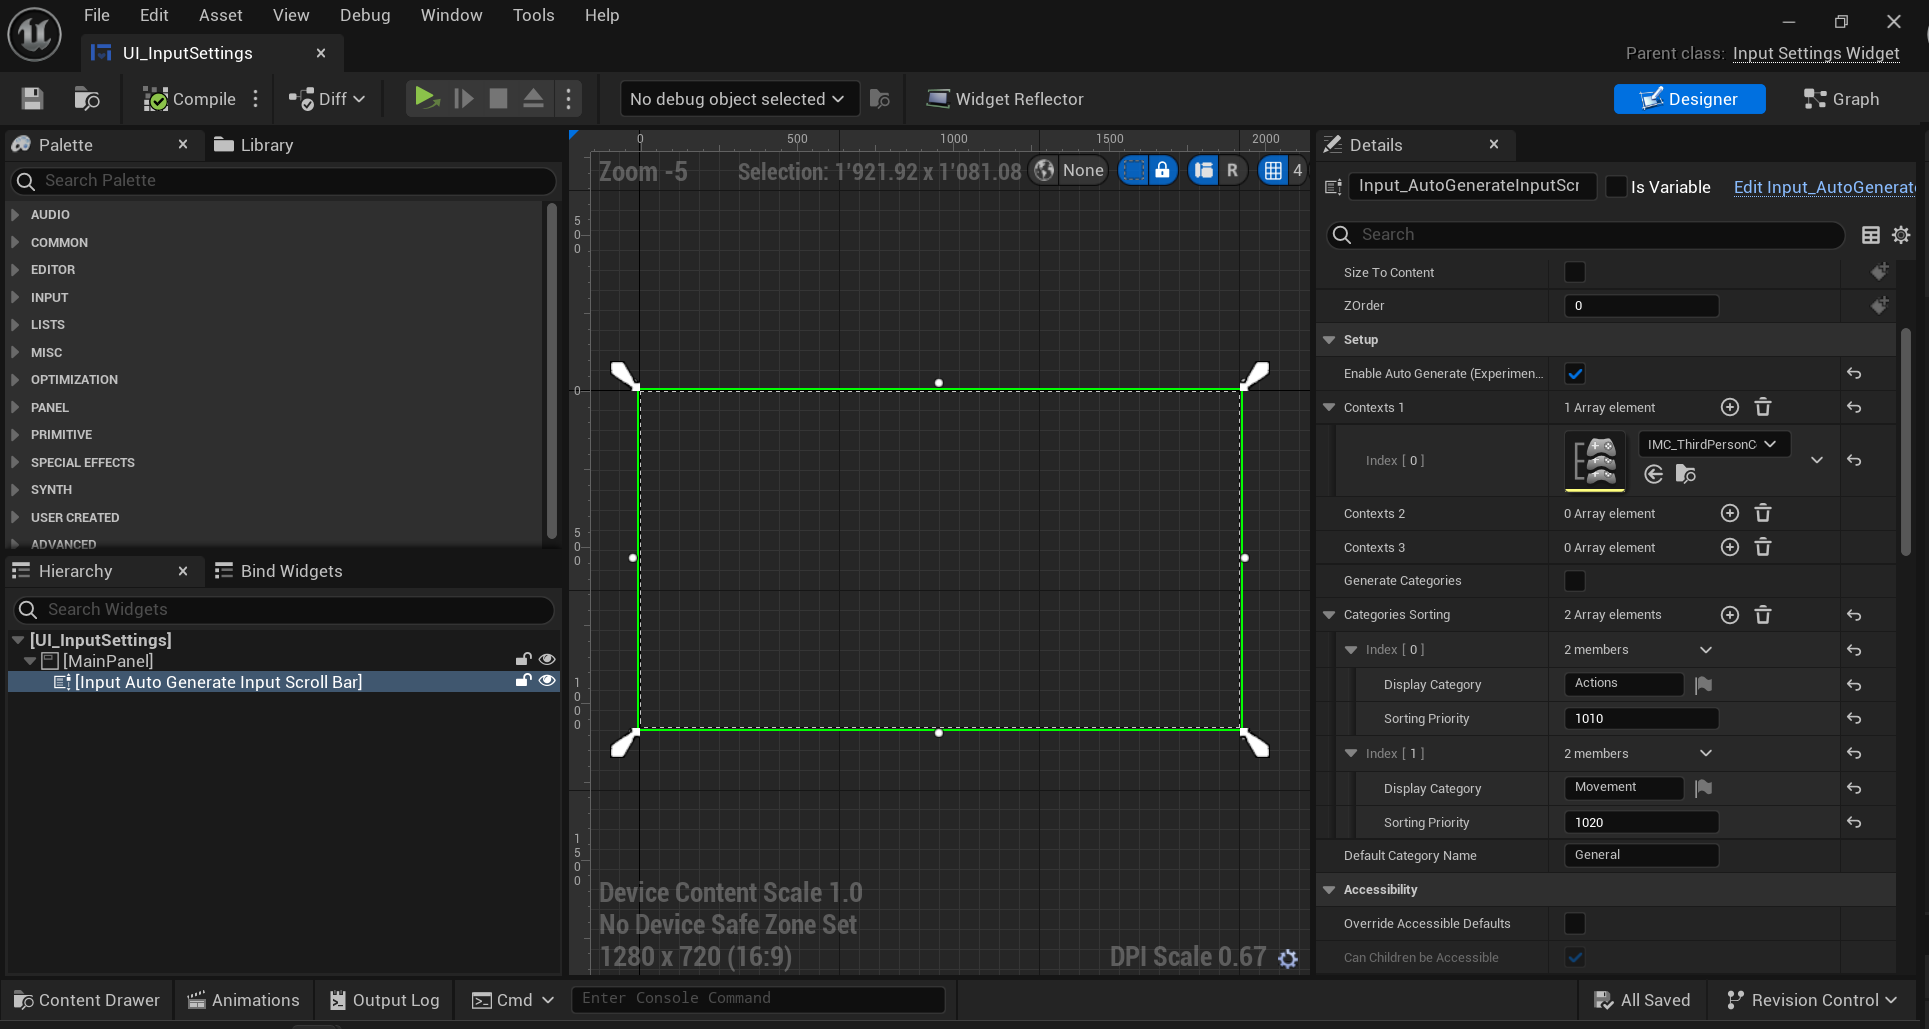 File Edit Asset View Debug Window Tools Help
UI_InputSettings
Parent class: Input Settings Widget
Compile Diff No debug object selected Widget Reflector Designer Graph
Palette Library
Search Palette
AUDIO
COMMON
EDITOR
INPUT
LISTS
MISC
OPTIMIZATION
PANEL
PRIMITIVE
SPECIAL EFFECTS
SYNTH
USER CREATED
ADVANCED
Hierarchy Bind Widgets
Search Widgets
[UI_InputSettings]
[MainPanel]
[Input Auto Generate Input Scroll Bar]
0 500 1000 1500 2000
Zoom -5 Selection: 1'921.92 x 1'081.08 None R 4
500
0
500
1000
1500
Device Content Scale 1.0
No Device Safe Zone Set
1280 x 720 (16:9) DPI Scale 0.67
Details
Input_AutoGenerateInputScr Is Variable Edit Input_AutoGenerate
Search
Size To Content
ZOrder 0
Setup
Enable Auto Generate (Experimen...
Contexts 1 1 Array element
Index [ 0 ] IMC_ThirdPersonC
Contexts 2 0 Array element
Contexts 3 0 Array element
Generate Categories
Categories Sorting 2 Array elements
Index [ 0 ] 2 members
Display Category Actions
Sorting Priority 1010
Index [ 1 ] 2 members
Display Category Movement
Sorting Priority 1020
Default Category Name General
Accessibility
Override Accessible Defaults
Can Children be Accessible
Content Drawer Animations Output Log Cmd Enter Console Command All Saved Revision Control